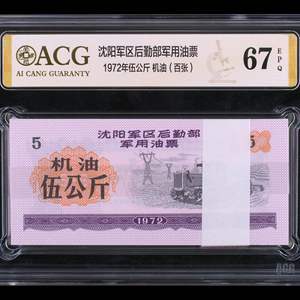 ACG
AI CANG GUARANTY
沈阳军区后勤部军用油票
1972年伍公斤 机油（百张）
67 EPQ
5
沈阳军区后勤部
军用油票
5
机油
伍公斤
1972
ACG